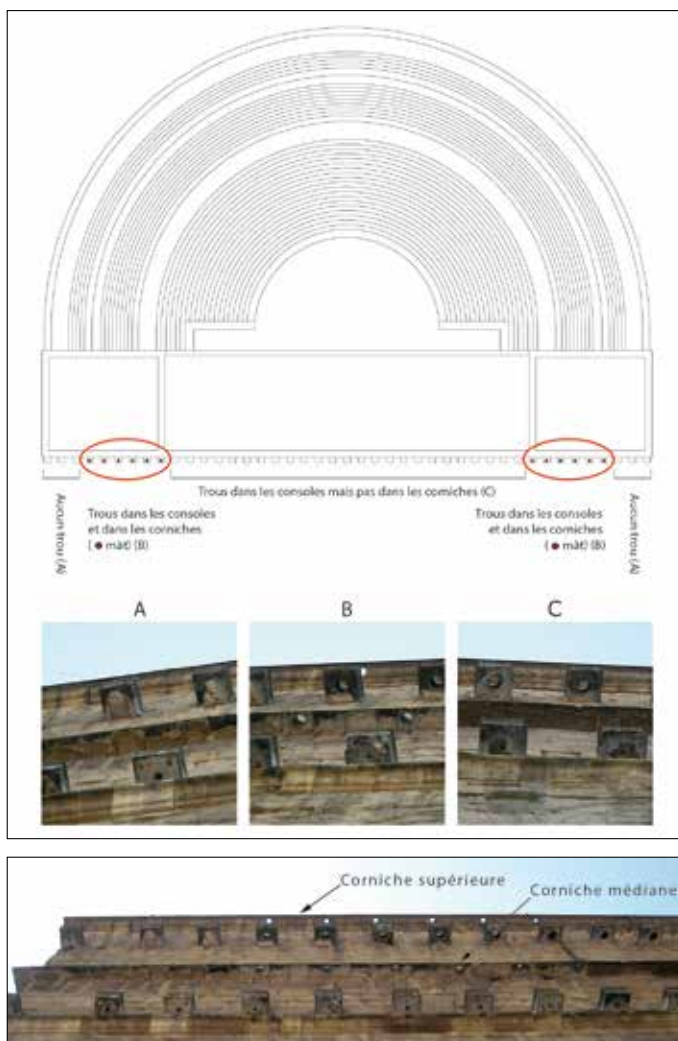 Trous dans les consoles mais pas dans les corniches (C)
Aucun trou (A)
Trous dans les consoles
et dans les corniches
( ● mât) (B)
Trous dans les consoles
et dans les corniches
( ● mât) (B)
Aucun trou (A)
A
B
C
Corniche supérieure
Corniche médiane